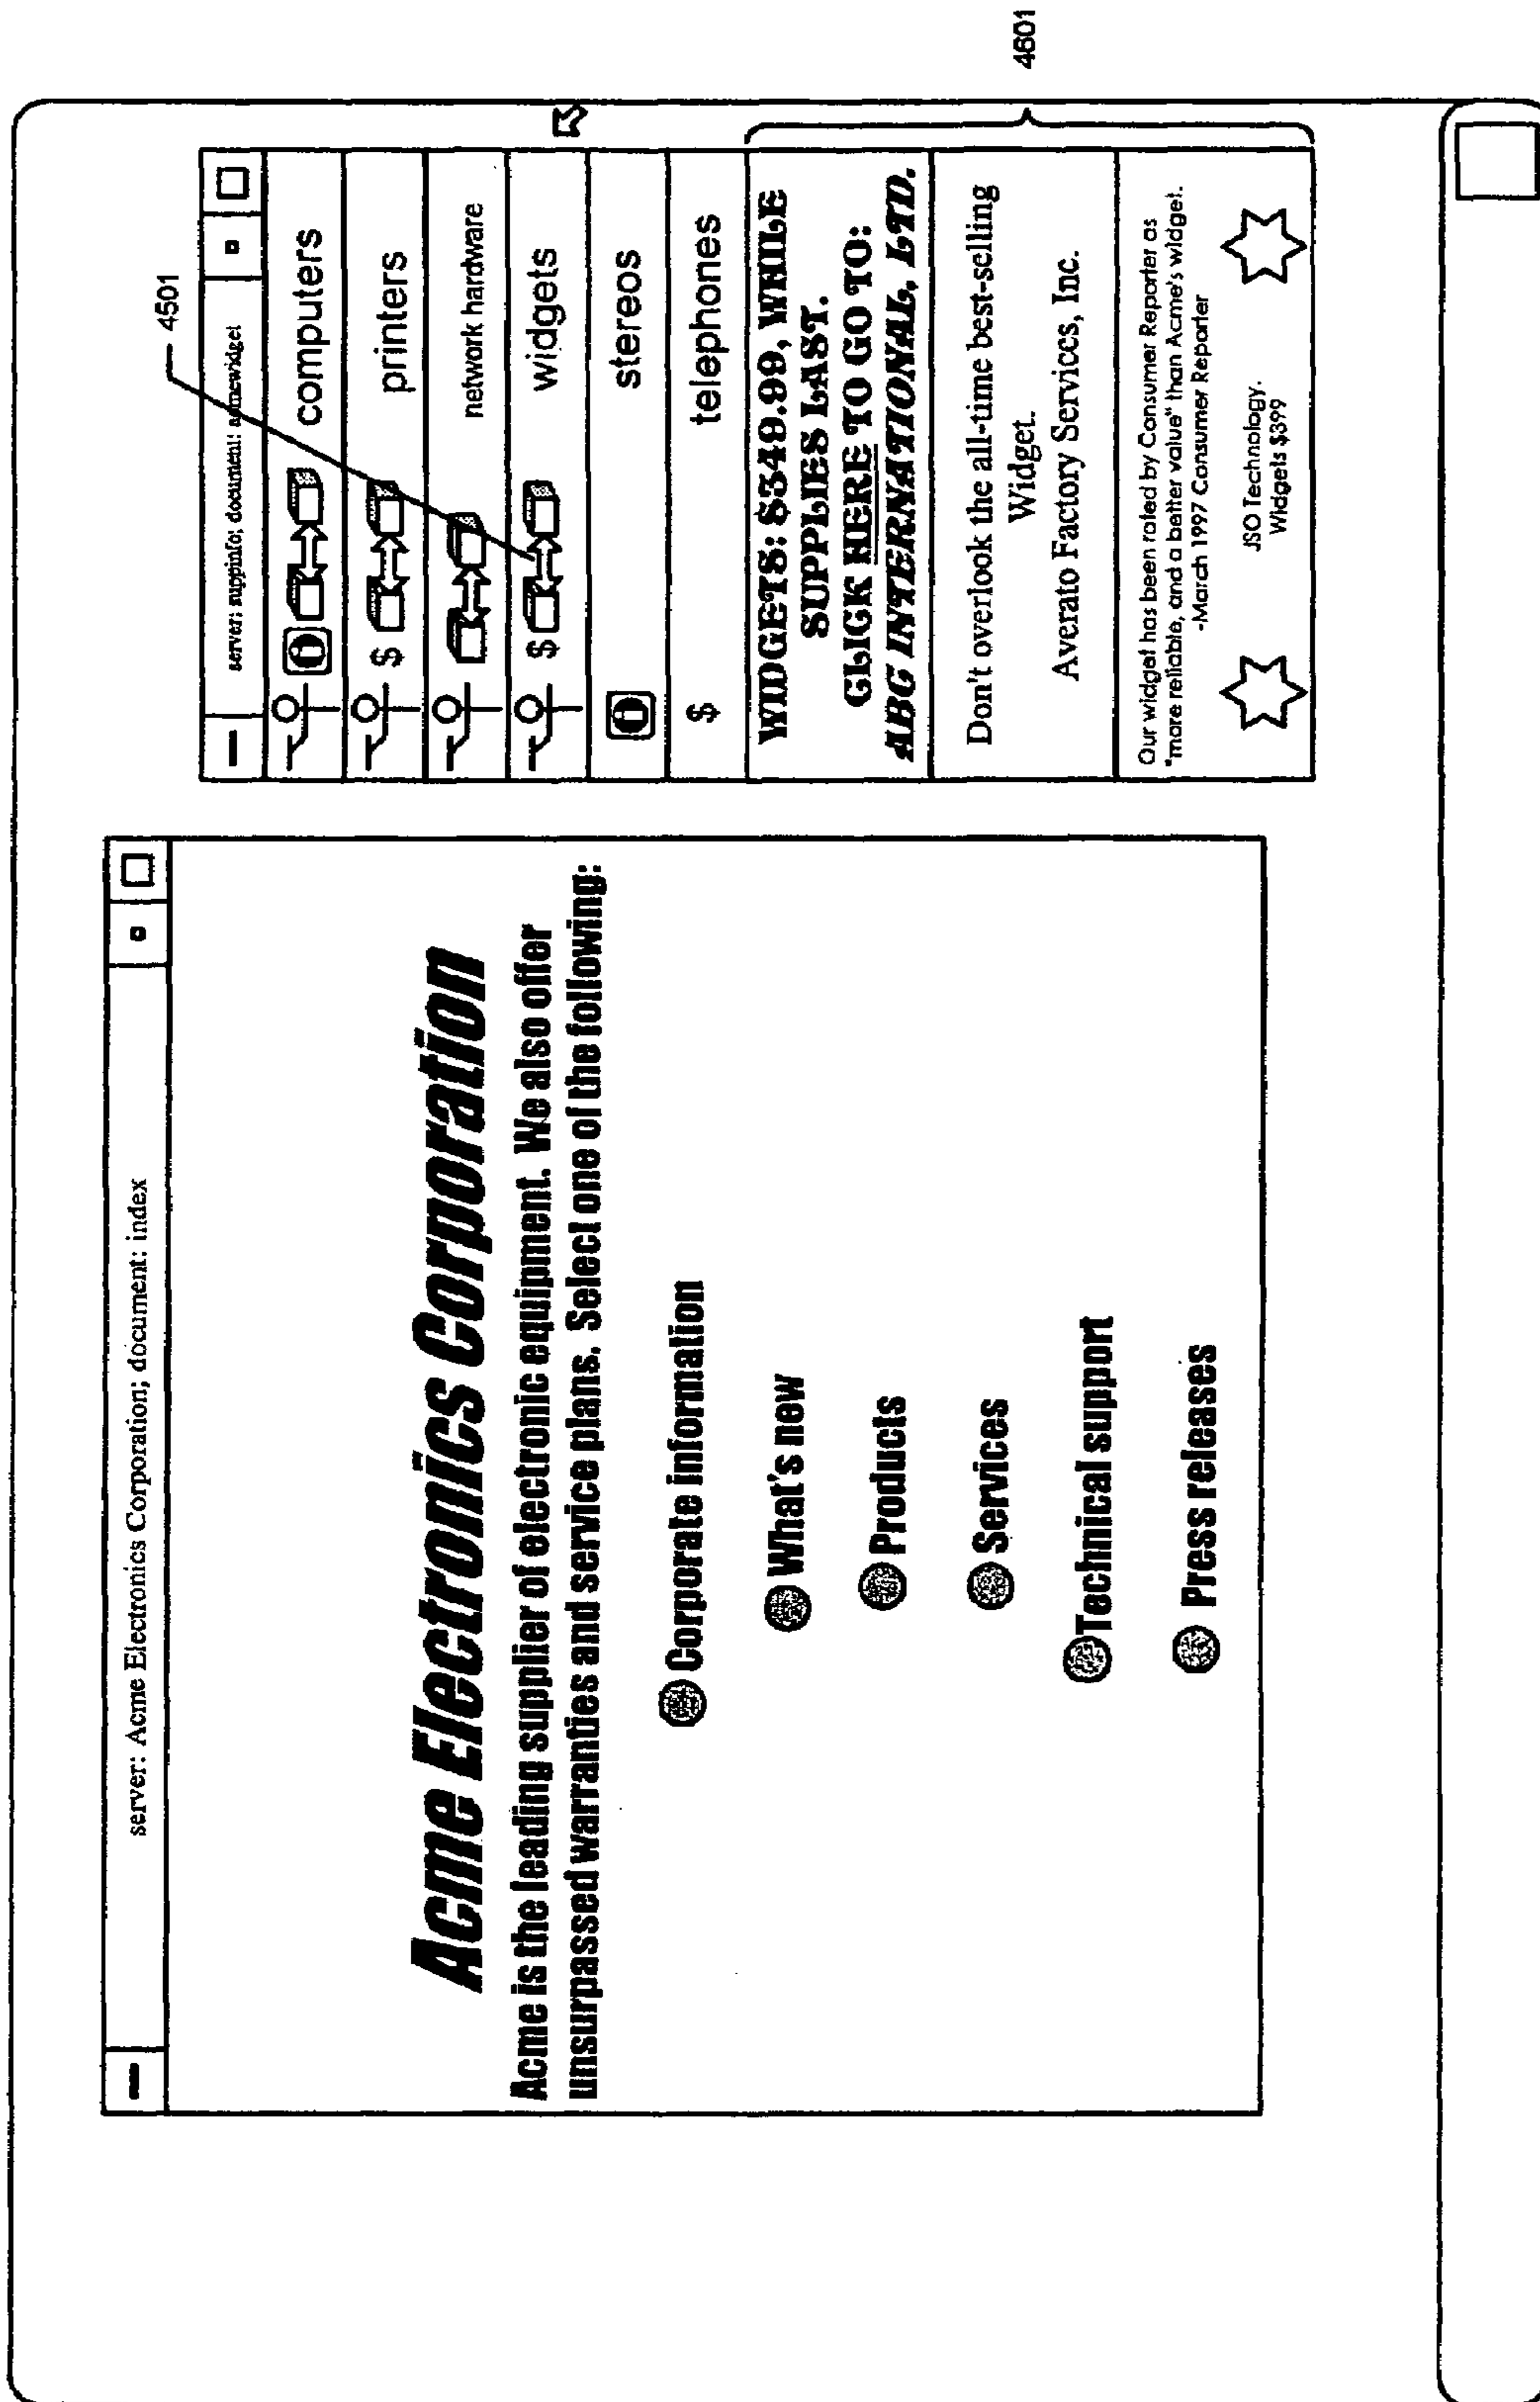 server: Acme Electronics Corporation; document: index
Acme Electronics Corporation
Acme is the leading supplier of electronic equipment. We also offer
unsurpassed warranties and service plans. Select one of the following:
Corporate information
What's new
Products
Services
Technical support
Press releases
4501
server: suppinfo; document: acmewidget
computers
$ printers
network hardware
$ widgets
stereos
$ telephones
WIDGETS: $349.99, WHILE
SUPPLIES LAST.
CLICK HERE TO GO TO:
ABC INTERNATIONAL, LTD.
Don't overlook the all-time best-selling
Widget.
Averato Factory Services, Inc.
Our widget has been rated by Consumer Reporter as
"more reliable, and a better value" than Acme's widget.
-March 1997 Consumer Reporter
JSO Technology.
Widgets $399
4601